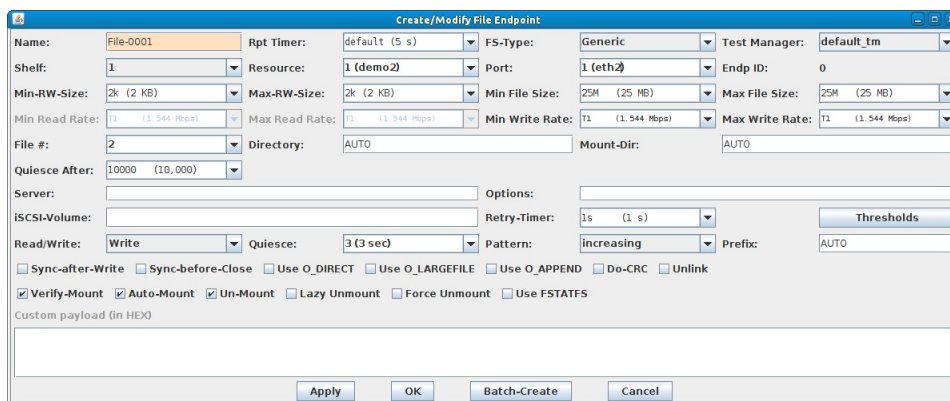 Create/Modify File Endpoint
Name: File-0001 Rpt Timer: default (5 s) FS-Type: Generic Test Manager: default_tm
Shelf: 1 Resource: 1 (demo2) Port: 1 (eth2) Endp ID: 0
Min-RW-Size: 2k (2 KB) Max-RW-Size: 2k (2 KB) Min File Size: 25M (25 MB) Max File Size: 25M (25 MB)
Min Read Rate: T1 (1.544 Mbps) Max Read Rate: T1 (1.544 Mbps) Min Write Rate: T1 (1.544 Mbps) Max Write Rate: T1 (1.544 Mbps)
File #: 2 Directory: AUTO Mount-Dir: AUTO
Quiesce After: 10000 (10,000)
Server: Options:
iSCSI-Volume: Retry-Timer: 1s (1 s) Thresholds
Read/Write: Write Quiesce: 3 (3 sec) Pattern: increasing Prefix: AUTO
Sync-after-Write Sync-before-Close Use O_DIRECT Use O_LARGEFILE Use O_APPEND Do-CRC Unlink
Verify-Mount Auto-Mount Un-Mount Lazy Unmount Force Unmount Use FSTATFS
Custom payload (in HEX)
Apply OK Batch-Create Cancel